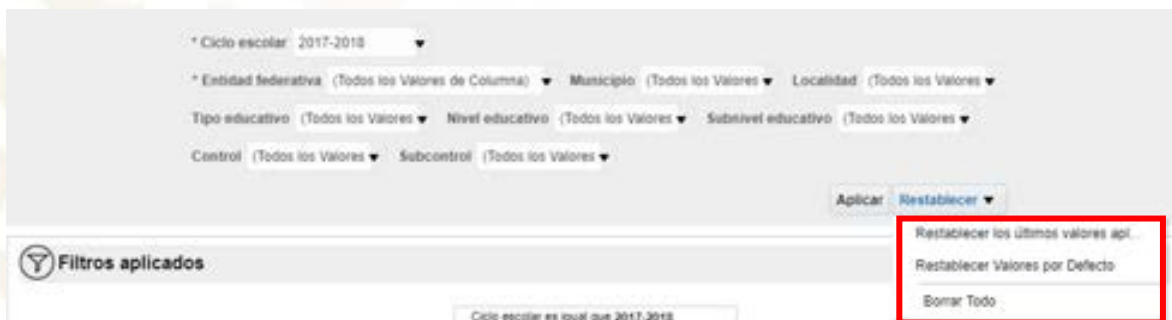 * Ciclo escolar 2017-2018
* Entidad federativa (Todos los Valores de Columna) Municipio (Todos los Valores Localidad (Todos los Valores
Tipo educativo (Todos los Valores Nivel educativo (Todos los Valores Subnivel educativo (Todos los Valores
Control (Todos los Valores Subcontrol (Todos los Valores
Aplicar Restablecer
Restablecer los últimos valores apl...
Filtros aplicados
Restablecer Valores por Defecto
Borrar Todo
Ciclo escolar es igual que 2017-2018